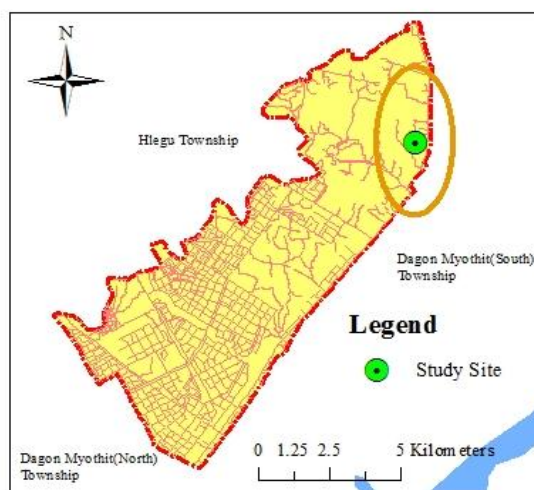 N
Hlegu Township
Dagon Myothit(South)
Township
Legend
Study Site
Dagon Myothit(North)
Township
0 1.25 2.5 5 Kilometers